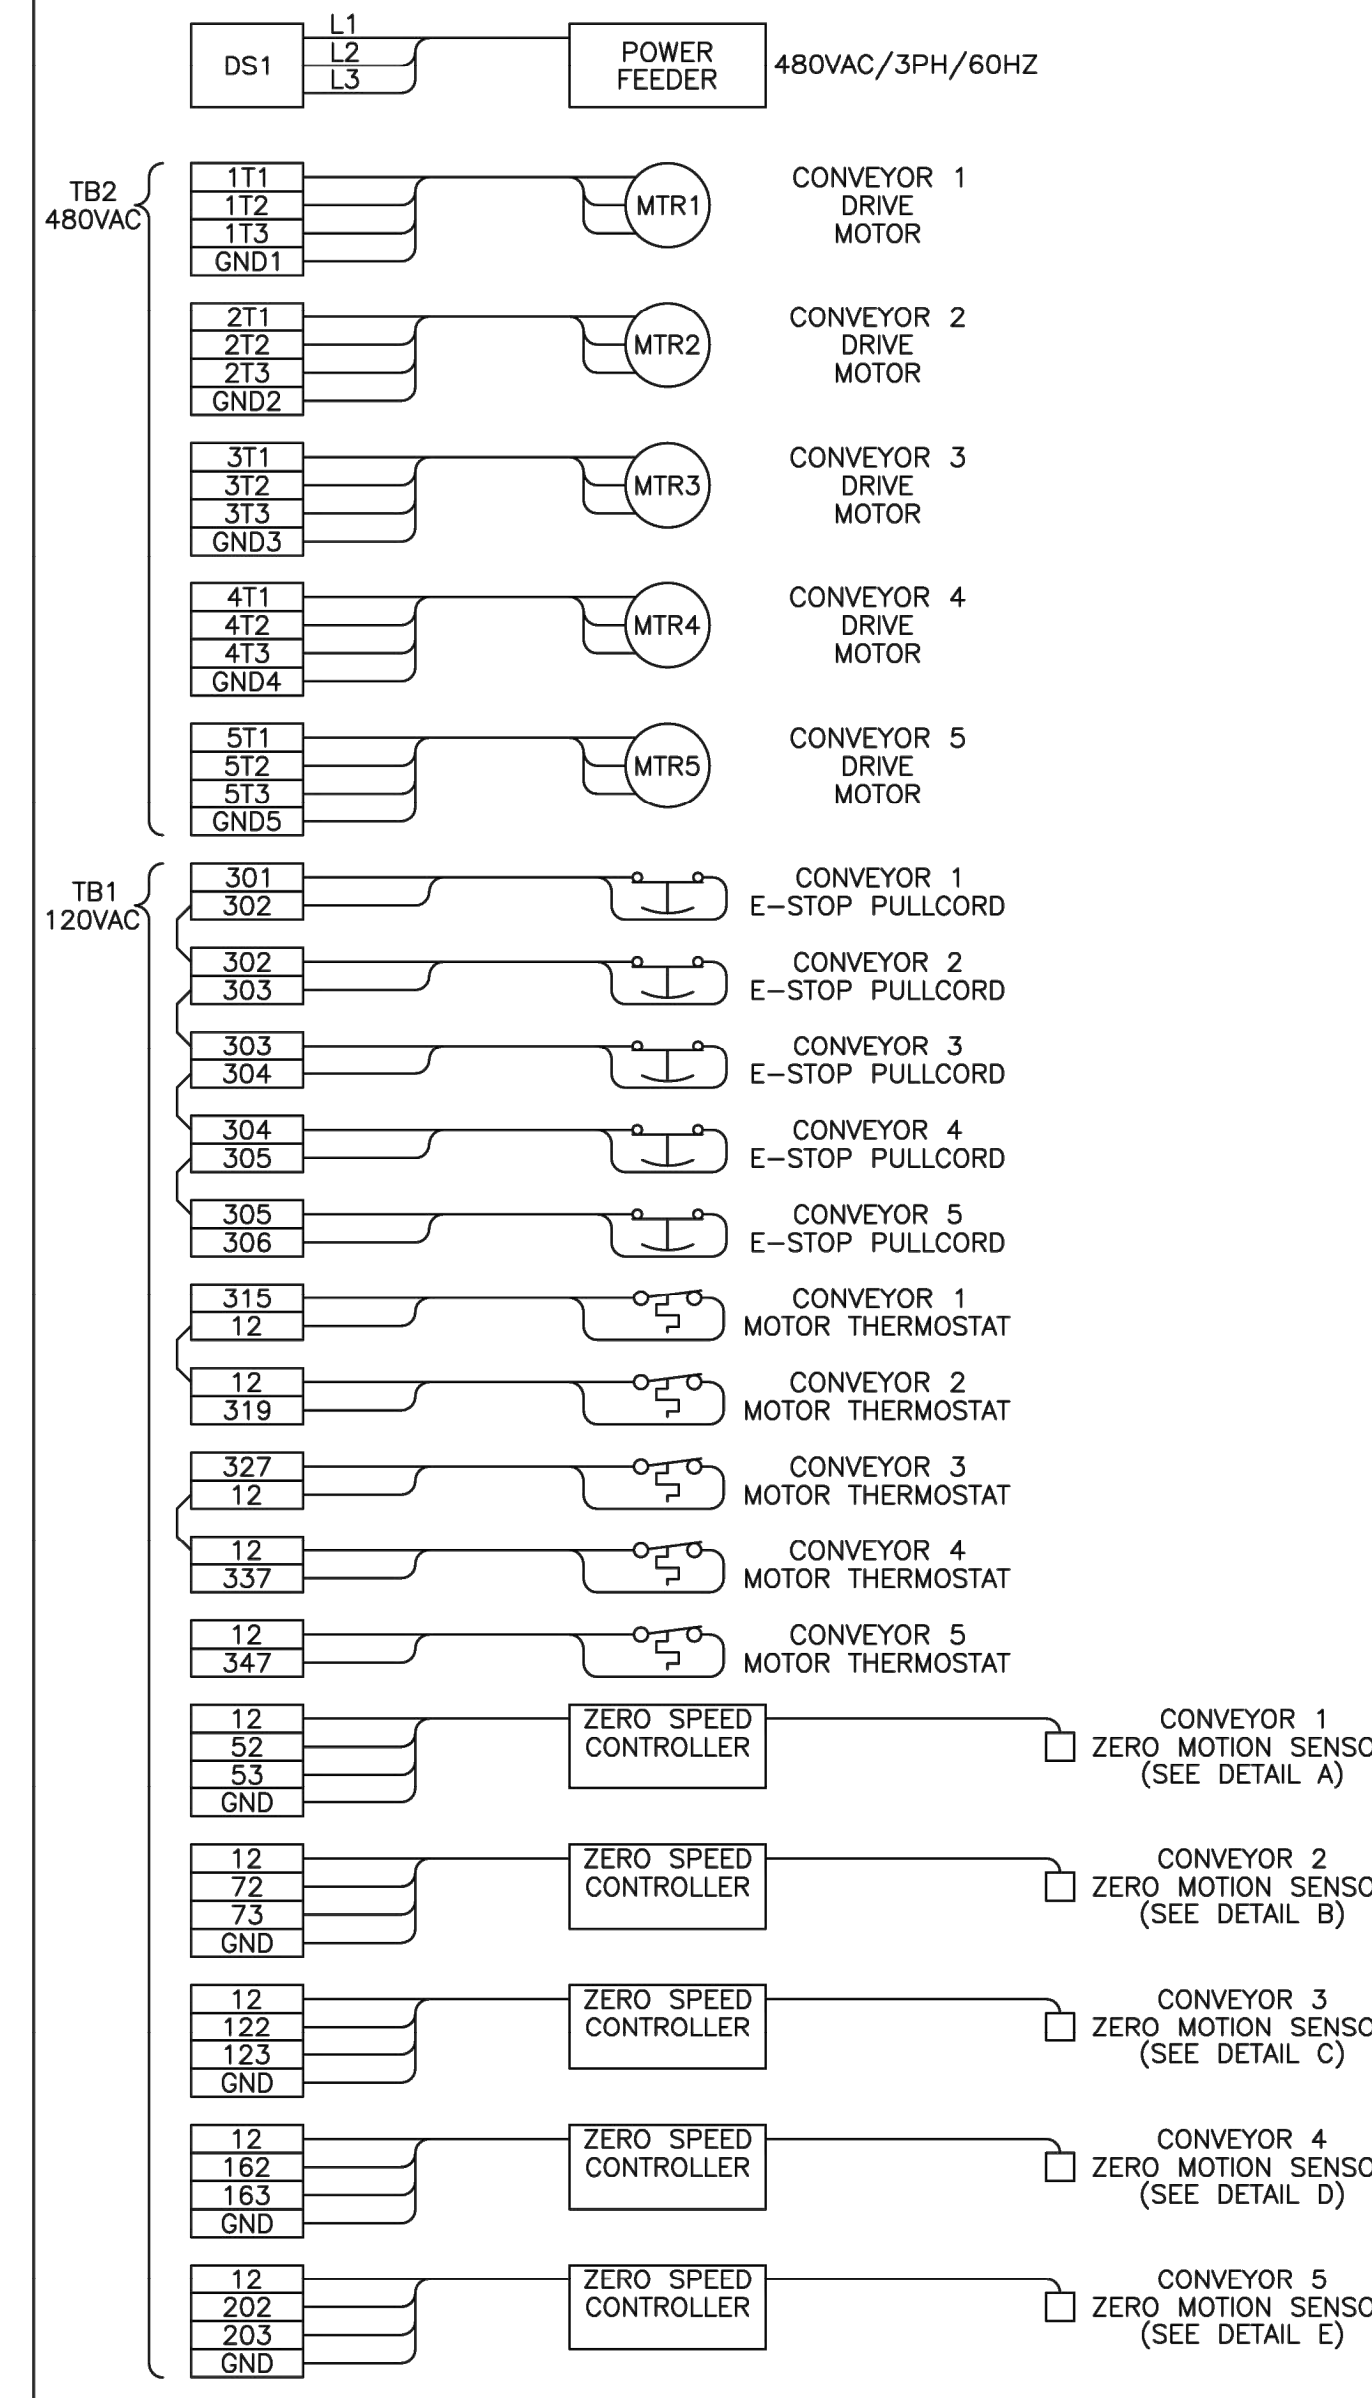 L1
L2
L3
DS1
POWER
FEEDER
480VAC/3PH/60HZ
TB2
480VAC
1T1
1T2
1T3
GND1
MTR1
CONVEYOR 1
DRIVE
MOTOR
2T1
2T2
2T3
GND2
MTR2
CONVEYOR 2
DRIVE
MOTOR
3T1
3T2
3T3
GND3
MTR3
CONVEYOR 3
DRIVE
MOTOR
4T1
4T2
4T3
GND4
MTR4
CONVEYOR 4
DRIVE
MOTOR
5T1
5T2
5T3
GND5
MTR5
CONVEYOR 5
DRIVE
MOTOR
TB1
120VAC
301
302
CONVEYOR 1
E-STOP PULLCORD
302
303
CONVEYOR 2
E-STOP PULLCORD
303
304
CONVEYOR 3
E-STOP PULLCORD
304
305
CONVEYOR 4
E-STOP PULLCORD
305
306
CONVEYOR 5
E-STOP PULLCORD
315
12
CONVEYOR 1
MOTOR THERMOSTAT
12
319
CONVEYOR 2
MOTOR THERMOSTAT
327
12
CONVEYOR 3
MOTOR THERMOSTAT
12
337
CONVEYOR 4
MOTOR THERMOSTAT
12
347
CONVEYOR 5
MOTOR THERMOSTAT
12
52
53
GND
ZERO SPEED
CONTROLLER
CONVEYOR 1
ZERO MOTION SENSO
(SEE DETAIL A)
12
72
73
GND
ZERO SPEED
CONTROLLER
CONVEYOR 2
ZERO MOTION SENSO
(SEE DETAIL B)
12
122
123
GND
ZERO SPEED
CONTROLLER
CONVEYOR 3
ZERO MOTION SENSO
(SEE DETAIL C)
12
162
163
GND
ZERO SPEED
CONTROLLER
CONVEYOR 4
ZERO MOTION SENSO
(SEE DETAIL D)
12
202
203
GND
ZERO SPEED
CONTROLLER
CONVEYOR 5
ZERO MOTION SENSO
(SEE DETAIL E)